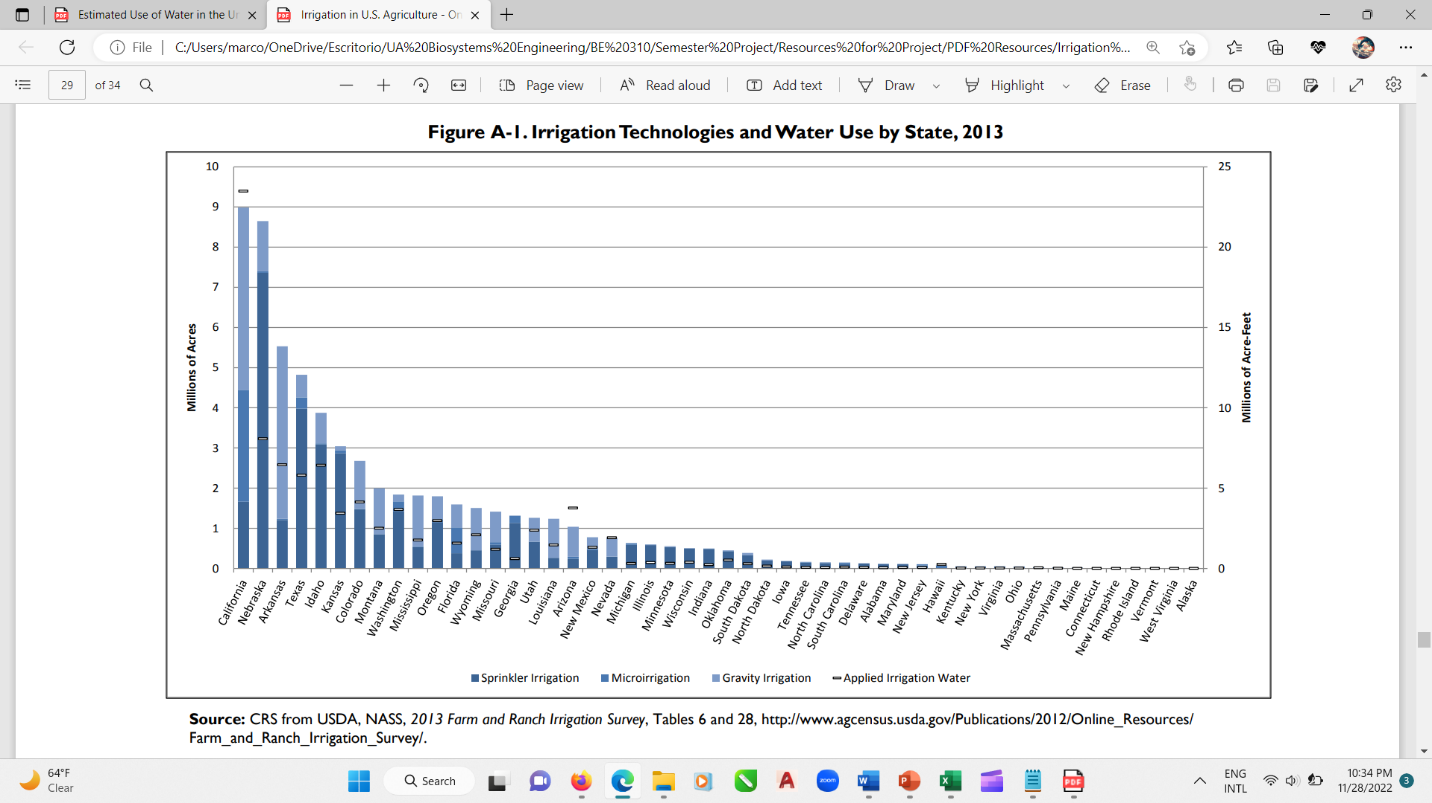 Estimated Use of Water in the Ur
Irrigation in U.S. Agriculture - On
File
C:/Users/marco/OneDrive/Escritorio/UA%20Biosystems%20Engineering/BE%20310/Semester%20Project/Resources%20for%20Project/PDF%20Resources/Irrigation%...
29 of 34
Page view
Read aloud
Add text
Draw
Highlight
Erase
Figure A-1. Irrigation Technologies and Water Use by State, 2013
10
9
8
7
6
5
4
3
2
1
0
Millions of Acres
25
20
15
10
5
0
Millions of Acre-Feet
California
Nebraska
Arkansas
Texas
Idaho
Kansas
Colorado
Montana
Washington
Mississippi
Oregon
Florida
Wyoming
Missouri
Georgia
Utah
Louisiana
Arizona
New Mexico
Nevada
Michigan
Illinois
Minnesota
Wisconsin
Indiana
Oklahoma
South Dakota
North Dakota
Iowa
Tennessee
North Carolina
South Carolina
Delaware
Alabama
Maryland
New Jersey
Hawaii
Kentucky
New York
Virginia
Ohio
Massachusetts
Pennsylvania
Maine
Connecticut
New Hampshire
Rhode Island
Vermont
West Virginia
Alaska
Sprinkler Irrigation
Microirrigation
Gravity Irrigation
Applied Irrigation Water
Source: CRS from USDA, NASS, 2013 Farm and Ranch Irrigation Survey, Tables 6 and 28, http://www.agcensus.usda.gov/Publications/2012/Online_Resources/
Farm_and_Ranch_Irrigation_Survey/.
64°F
Clear
Search
ENG
INTL
10:34 PM
11/28/2022
3